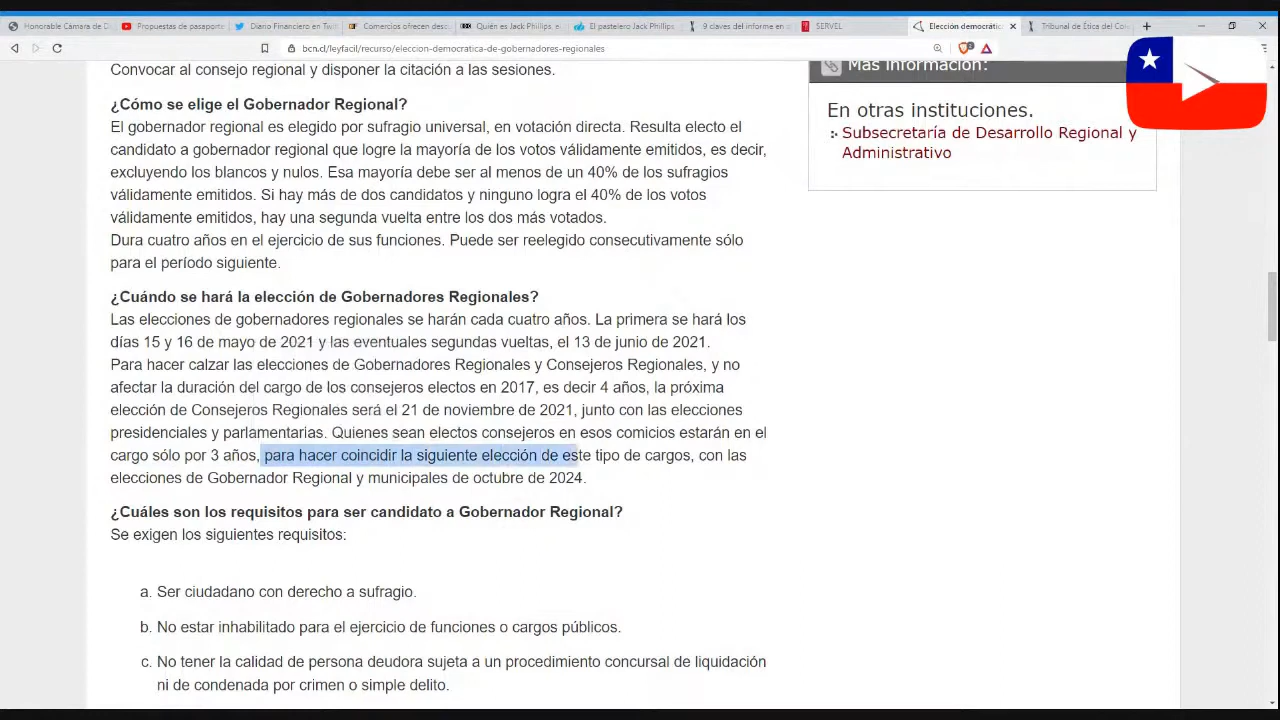 Honorable Cámara de D
Propuestas de pasaporte
Diario Financiero en Tw
Comercios ofrecen desc
Quién es Jack Phillips, e
El pastelero Jack Phillips
9 claves del informe en
SERVEL
Elección democrátic
Tribunal de Ética del Co
bcn.cl/leyfacil/recurso/eleccion-democratica-de-gobernadores-regionales
Convocar al consejo regional y disponer la citación a las sesiones.
¿Cómo se elige el Gobernador Regional?
El gobernador regional es elegido por sufragio universal, en votación directa. Resulta electo el
candidato a gobernador regional que logre la mayoría de los votos válidamente emitidos, es decir,
excluyendo los blancos y nulos. Esa mayoría debe ser al menos de un 40% de los sufragios
válidamente emitidos. Si hay más de dos candidatos y ninguno logra el 40% de los votos
válidamente emitidos, hay una segunda vuelta entre los dos más votados.
Dura cuatro años en el ejercicio de sus funciones. Puede ser reelegido consecutivamente sólo
para el período siguiente.
¿Cuándo se hará la elección de Gobernadores Regionales?
Las elecciones de gobernadores regionales se harán cada cuatro años. La primera se hará los
días 15 y 16 de mayo de 2021 y las eventuales segundas vueltas, el 13 de junio de 2021.
Para hacer calzar las elecciones de Gobernadores Regionales y Consejeros Regionales, y no
afectar la duración del cargo de los consejeros electos en 2017, es decir 4 años, la próxima
elección de Consejeros Regionales será el 21 de noviembre de 2021, junto con las elecciones
presidenciales y parlamentarias. Quienes sean electos consejeros en esos comicios estarán en el
cargo sólo por 3 años, para hacer coincidir la siguiente elección de este tipo de cargos, con las
elecciones de Gobernador Regional y municipales de octubre de 2024.
¿Cuáles son los requisitos para ser candidato a Gobernador Regional?
Se exigen los siguientes requisitos:
a. Ser ciudadano con derecho a sufragio.
b. No estar inhabilitado para el ejercicio de funciones o cargos públicos.
c. No tener la calidad de persona deudora sujeta a un procedimiento concursal de liquidación
ni de condenada por crimen o simple delito.
Más información:
En otras instituciones.
Subsecretaría de Desarrollo Regional y
Administrativo